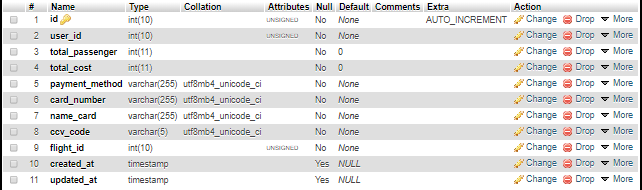 # Name Type Collation Attributes Null Default Comments Extra Action
1 id int(10) UNSIGNED No None AUTO_INCREMENT Change Drop More
2 user_id int(10) UNSIGNED No None Change Drop More
3 total_passenger int(11) No 0 Change Drop More
4 total_cost int(11) No 0 Change Drop More
5 payment_method varchar(255) utf8mb4_unicode_ci No None Change Drop More
6 card_number varchar(255) utf8mb4_unicode_ci No None Change Drop More
7 name_card varchar(255) utf8mb4_unicode_ci No None Change Drop More
8 ccv_code varchar(5) utf8mb4_unicode_ci No None Change Drop More
9 flight_id int(10) UNSIGNED No None Change Drop More
10 created_at timestamp Yes NULL Change Drop More
11 updated_at timestamp Yes NULL Change Drop More